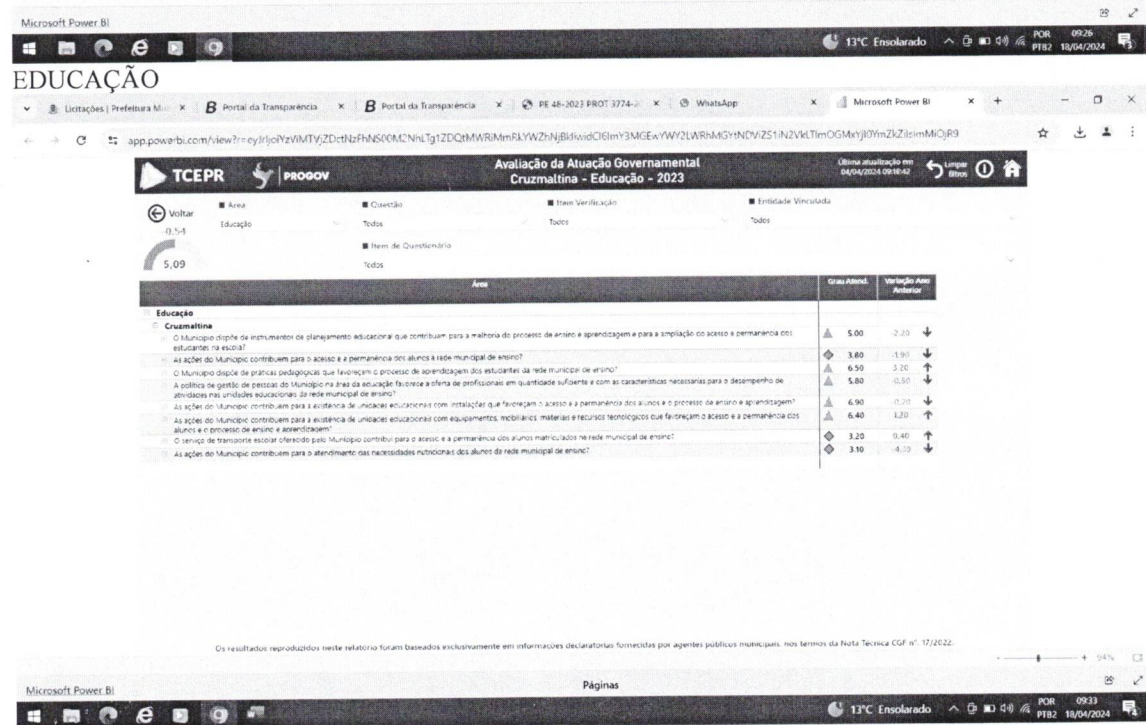 Microsoft Power BI
13°C Ensolarado POR 09:26
PTB2 18/04/2024
EDUCAÇÃO
Licitações | Prefeitura Mun × Portal da Transparência × Portal da Transparência × PE 48-2023 PROT 3774-2 × WhatsApp × Microsoft Power BI × +
TCEPR PROGOV
Avaliação da Atuação Governamental
Cruzmaltina - Educação - 2023
Última atualização em
04/04/2024 09:18:42
Limpar
filtros
Voltar
-0.54
5,09
Área
Educação
Questão
Todos
Item Verificação
Todos
Entidade Vinculada
Todos
Item de Questionário
Todos
Área Grau Atend. Variação Ano
Anterior
Educação
Cruzmaltina
O Município dispõe de instrumentos de planejamento educacional que contribuam para a melhoria do processo de ensino e aprendizagem e para a ampliação do acesso e permanência dos
estudantes na escola? 5.00 -2.20
As ações do Município contribuem para o acesso e a permanência dos alunos à rede municipal de ensino? 3.80 -1.90
O Município dispõe de práticas pedagógicas que favoreçam o processo de aprendizagem dos estudantes da rede municipal de ensino? 6.50 3.20
A política de gestão de pessoas do Município na área da educação favorece a oferta de profissionais em quantidade suficiente e com as características necessárias para o desempenho de
atividades nas unidades educacionais da rede municipal de ensino? 5.80
As ações do Município contribuem para a existência de unidades educacionais com instalações que favoreçam o acesso e a permanência dos alunos e o processo de ensino e aprendizagem? 6.90 -0.20
As ações do Município contribuem para a existência de unidades educacionais com equipamentos, mobiliários, materiais e recursos tecnológicos que favoreçam o acesso e a permanência dos
alunos e o processo de ensino e aprendizagem? 6.40 1.20
O serviço de transporte escolar oferecido pelo Município contribui para o acesso e a permanência dos alunos matriculados na rede municipal de ensino? 3.20 0.40
As ações do Município contribuem para o atendimento das necessidades nutricionais dos alunos da rede municipal de ensino? 3.10
Os resultados reproduzidos neste relatório foram baseados exclusivamente em informações declaratórias fornecidas por agentes públicos municipais, nos termos da Nota Técnica CGF nº. 17/2022.
94%
Microsoft Power BI
Páginas
13°C Ensolarado POR 09:33
PTB2 18/04/2024